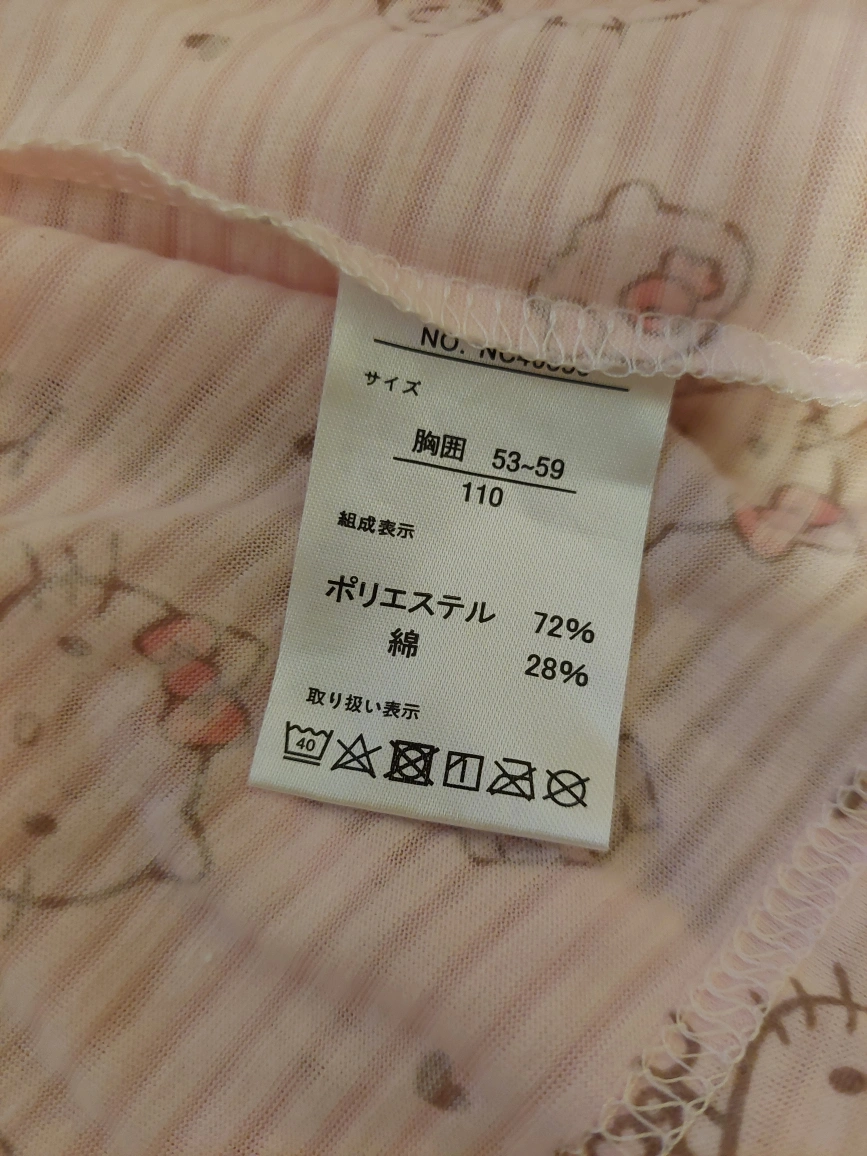 NO.
サイズ
胸囲 53~59
110
組成表示
ポリエステル 72%
綿 28%
取り扱い表示
40